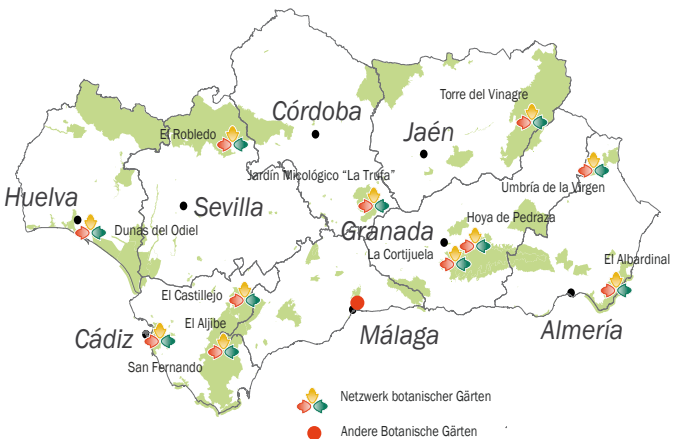 Torre del Vinagre
Córdoba
El Robledo
Jaén
Jardín Micológico “La Trufa”
Umbría de la Virgen
Huelva
Sevilla
Hoya de Pedraza
Dunas del Odiel
Granada
La Cortijuela
El Albardinal
El Castillejo
El Aljibe
Cádiz
Málaga
Almería
San Fernando
Netzwerk botanischer Gärten
Andere Botanische Gärten